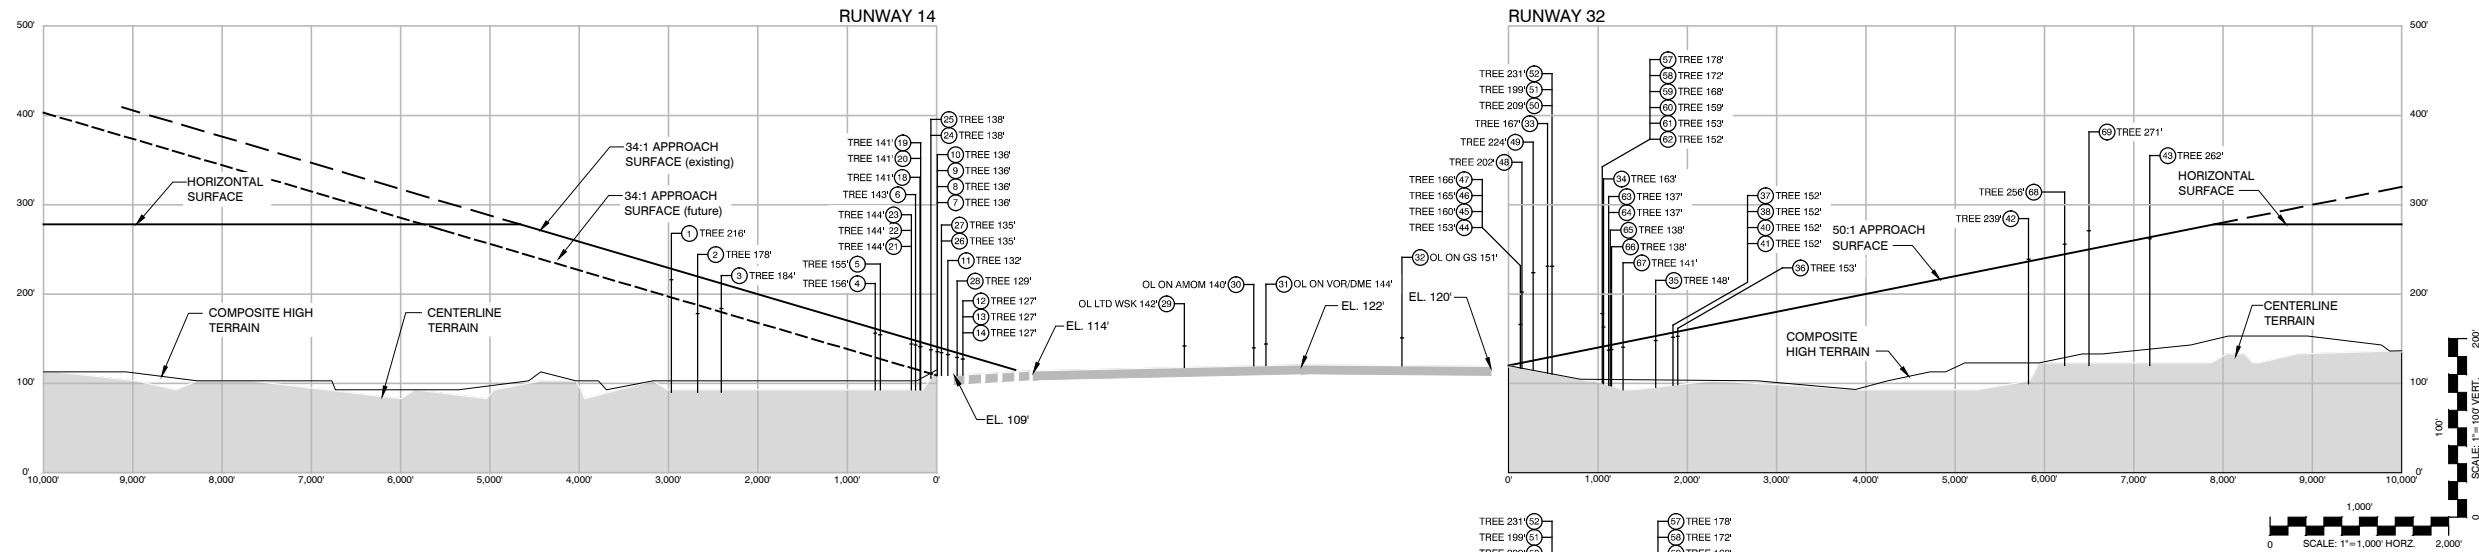 RUNWAY 14
RUNWAY 32
500'
400'
300'
200'
100'
0'
10,000'
9,000'
8,000'
7,000'
6,000'
5,000'
4,000'
3,000'
2,000'
1,000'
0'
HORIZONTAL
SURFACE
34:1 APPROACH
SURFACE (existing)
34:1 APPROACH
SURFACE (future)
COMPOSITE HIGH
TERRAIN
CENTERLINE
TERRAIN
1 TREE 216'
2 TREE 178'
3 TREE 184'
TREE 141' 19
TREE 141' 20
TREE 141' 18
TREE 143' 6
TREE 144' 23
TREE 144' 22
TREE 144' 21
TREE 155' 5
TREE 156' 4
25 TREE 138'
24 TREE 138'
10 TREE 136'
9 TREE 136'
8 TREE 136'
7 TREE 136'
27 TREE 135'
26 TREE 135'
11 TREE 132'
28 TREE 129'
12 TREE 127'
13 TREE 127'
14 TREE 127'
EL. 109'
EL. 114'
OL LTD WSK 142' 29
OL ON AMOM 140' 30
31 OL ON VOR/DME 144'
EL. 122'
32 OL ON GS 151'
EL. 120'
TREE 231' 52
TREE 199' 51
TREE 209' 50
TREE 167' 33
TREE 224' 49
TREE 202' 48
TREE 166' 47
TREE 165' 46
TREE 160' 45
TREE 153' 44
57 TREE 178'
58 TREE 172'
59 TREE 168'
60 TREE 159'
61 TREE 153'
62 TREE 152'
34 TREE 163'
63 TREE 137'
64 TREE 137'
65 TREE 138'
66 TREE 138'
67 TREE 141'
35 TREE 148'
37 TREE 152'
38 TREE 152'
40 TREE 152'
41 TREE 152'
36 TREE 153'
50:1 APPROACH
SURFACE
COMPOSITE
HIGH TERRAIN
TREE 239' 42
TREE 256' 68
69 TREE 271'
43 TREE 262'
HORIZONTAL
SURFACE
CENTERLINE
TERRAIN
500'
400'
300'
200'
100'
0'
0'
1,000'
2,000'
3,000'
4,000'
5,000'
6,000'
7,000'
8,000'
9,000'
10,000'
200'
100'
0
SCALE: 1"=100' VERT.
1,000'
0
SCALE: 1"=1,000' HORZ.
2,000'
TREE 231' 52
TREE 199' 51
57 TREE 178'
58 TREE 172'